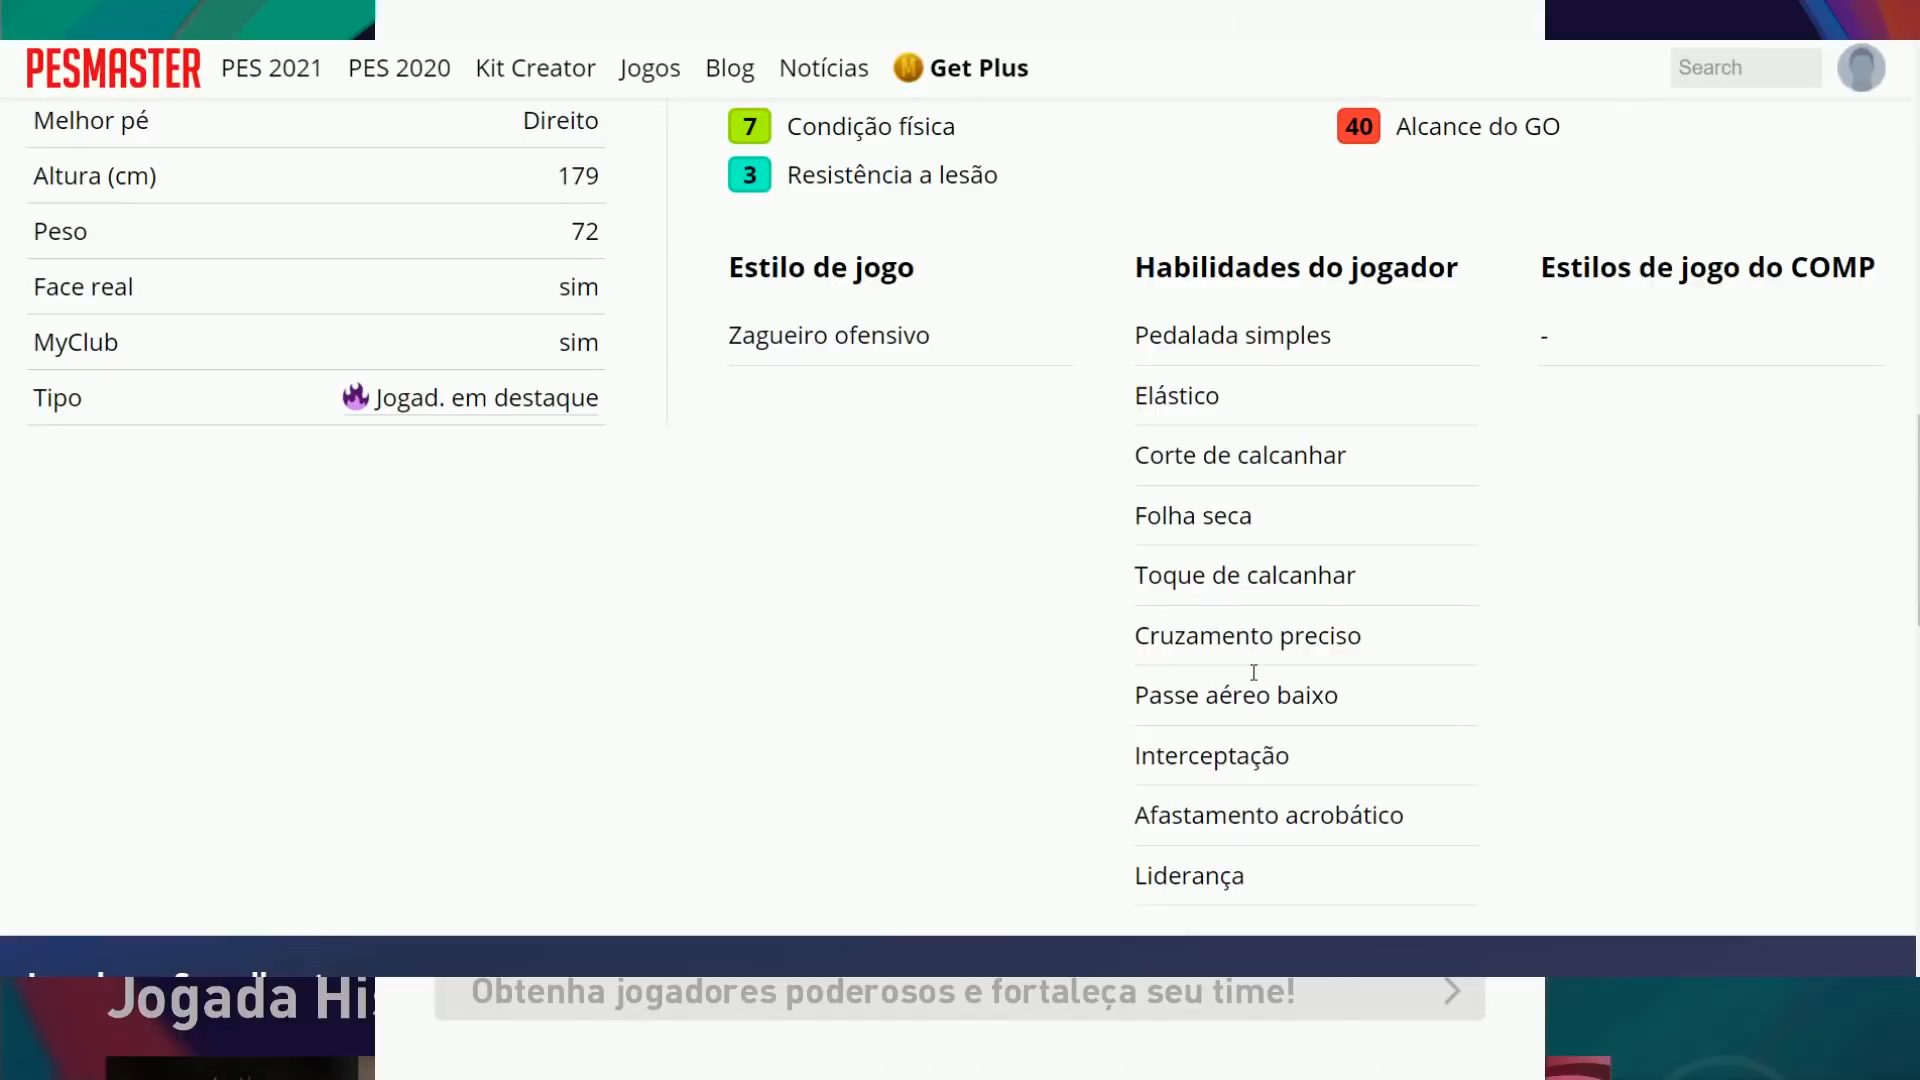 PESMASTER PES 2021 PES 2020 Kit Creator Jogos Blog Notícias Get Plus Search
Melhor pé Direito
Altura (cm) 179
Peso 72
Face real sim
MyClub sim
Tipo Jogad. em destaque
7 Condição física
3 Resistência a lesão
40 Alcance do GO
Estilo de jogo
Zagueiro ofensivo
Habilidades do jogador
Pedalada simples
Elástico
Corte de calcanhar
Folha seca
Toque de calcanhar
Cruzamento preciso
Passe aéreo baixo
Interceptação
Afastamento acrobático
Liderança
Estilos de jogo do COMP
-
Jogada His
Obtenha jogadores poderosos e fortaleça seu time!